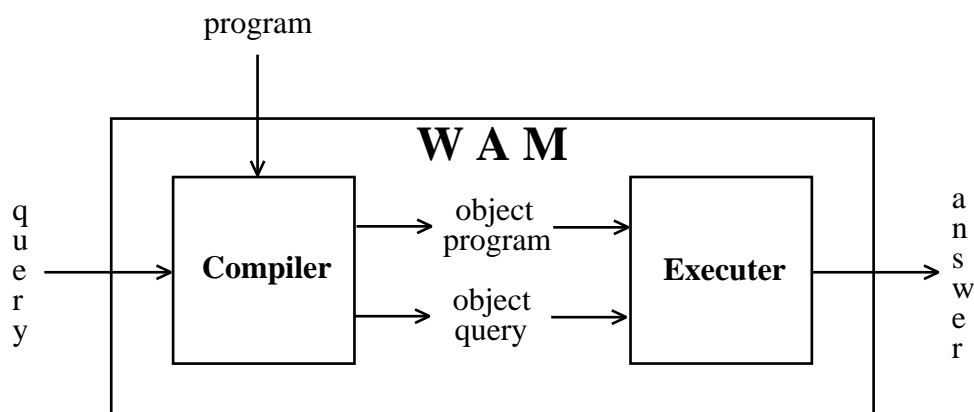 program
W A M
query
object
program
Compiler
Executer
object
query
answer